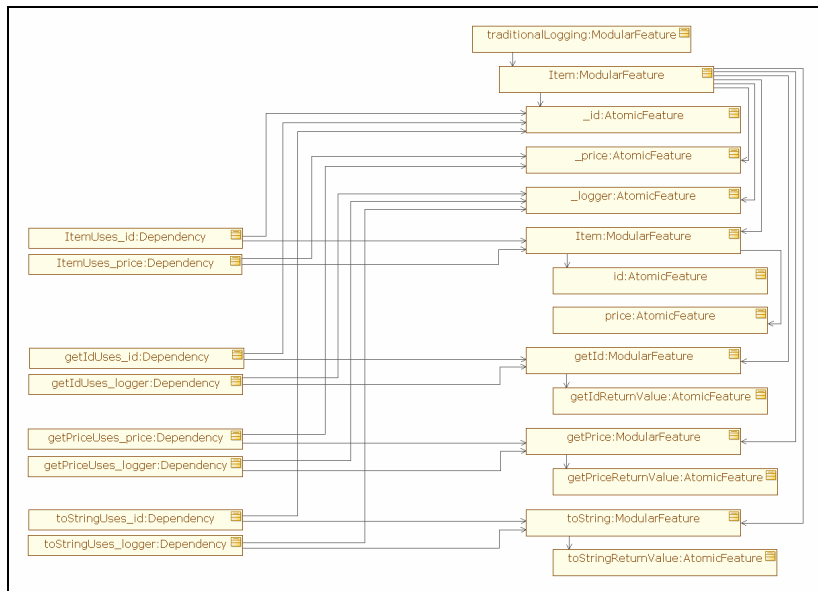 traditionalLogging:ModularFeature
Item:ModularFeature
_id:AtomicFeature
_price:AtomicFeature
_logger:AtomicFeature
ItemUses_id:Dependency
Item:ModularFeature
ItemUses_price:Dependency
id:AtomicFeature
price:AtomicFeature
getIdUses_id:Dependency
getId:ModularFeature
getIdUses_logger:Dependency
getIdReturnValue:AtomicFeature
getPriceUses_price:Dependency
getPrice:ModularFeature
getPriceUses_logger:Dependency
getPriceReturnValue:AtomicFeature
toStringUses_id:Dependency
toString:ModularFeature
toStringUses_logger:Dependency
toStringReturnValue:AtomicFeature